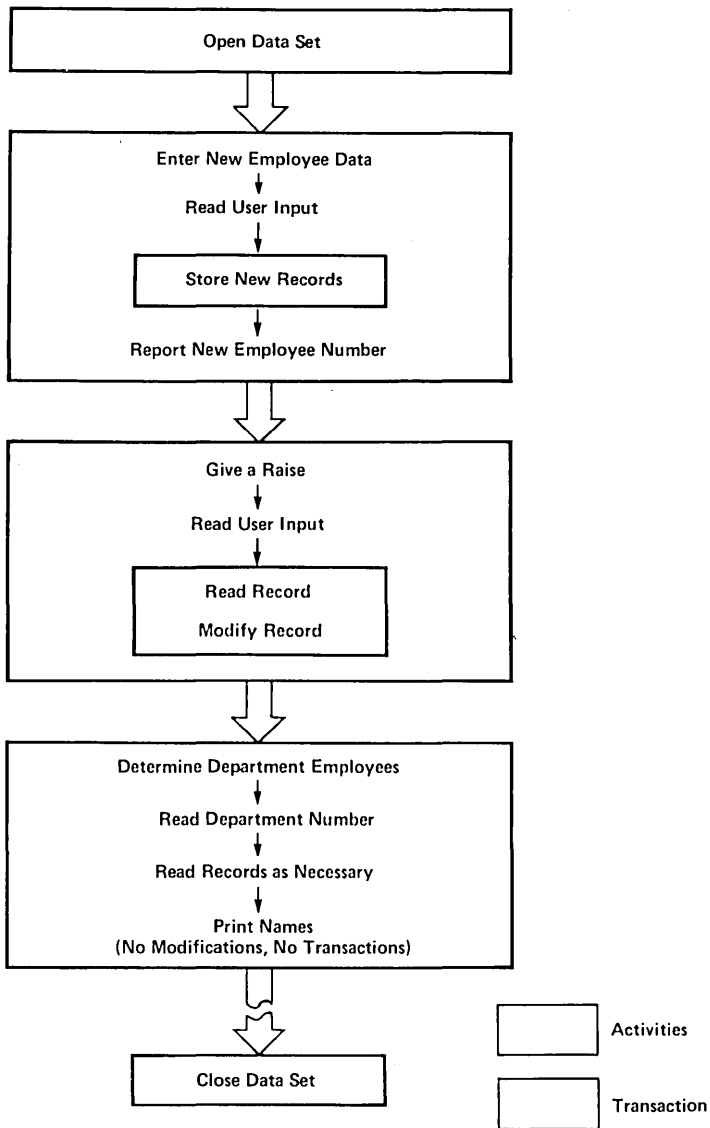 Open Data Set
Enter New Employee Data
Read User Input
Store New Records
Report New Employee Number
Give a Raise
Read User Input
Read Record
Modify Record
Determine Department Employees
Read Department Number
Read Records as Necessary
Print Names
(No Modifications, No Transactions)
Close Data Set
Activities
Transaction